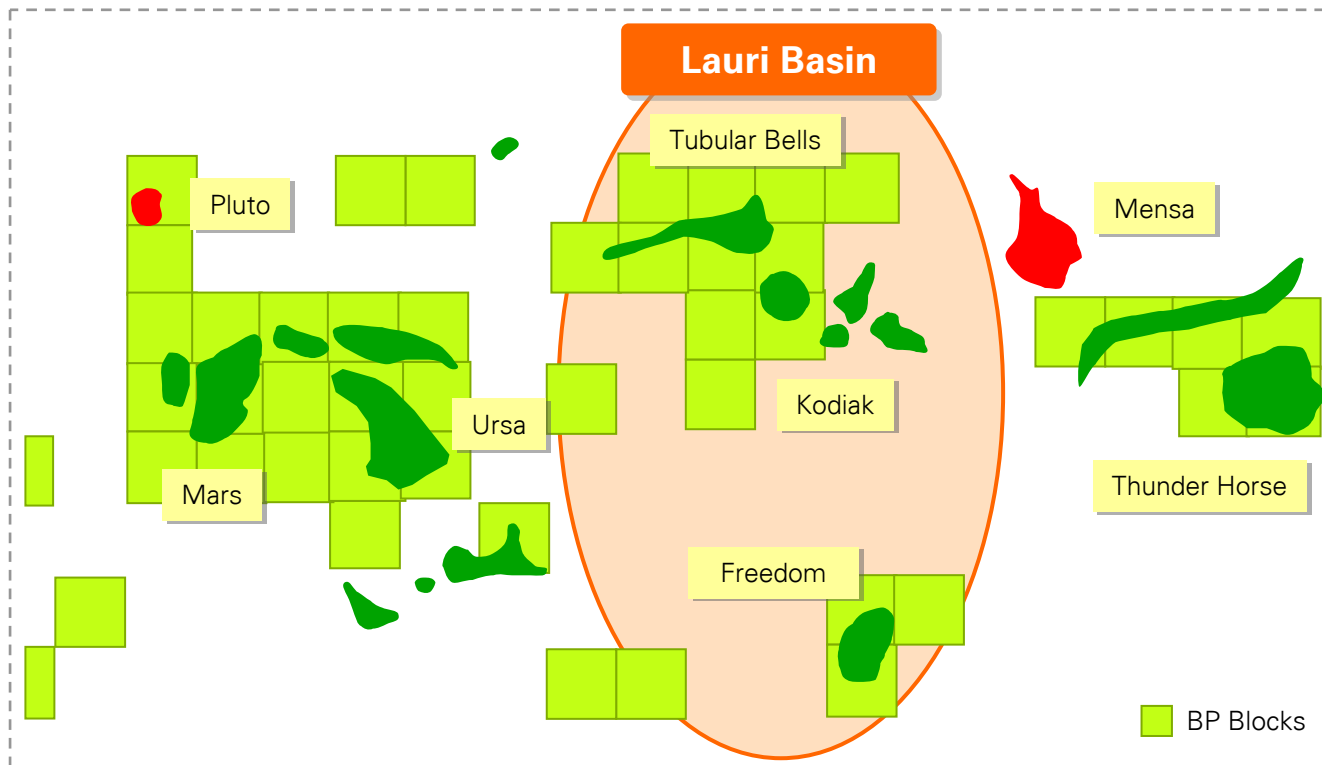 Lauri Basin
Tubular Bells
Pluto
Mensa
Kodiak
Ursa
Mars
Thunder Horse
Freedom
BP Blocks